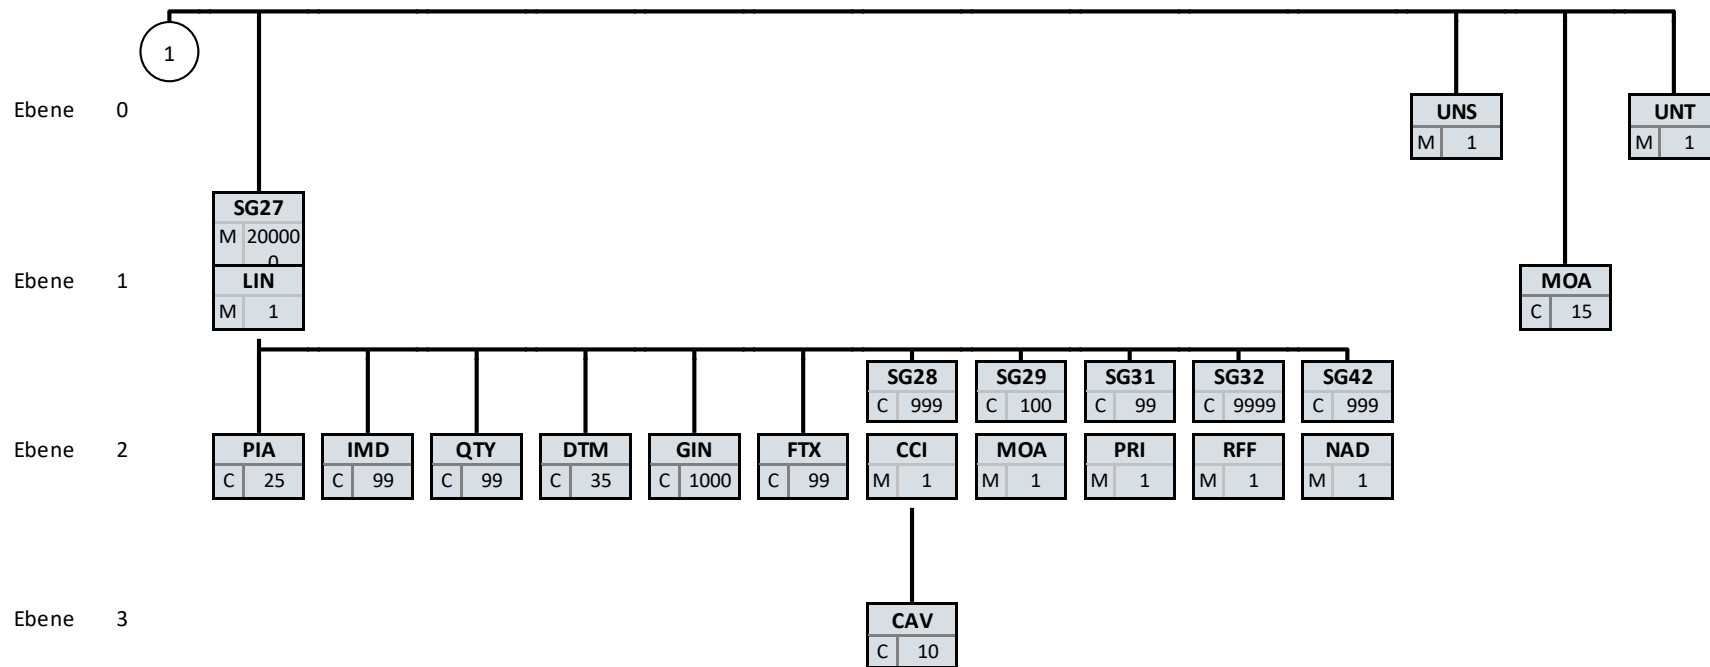 1
Ebene 0
UNS
M 1
UNT
M 1
SG27
M 20000
0
Ebene 1
LIN
M 1
MOA
C 15
SG28
C 999
SG29
C 100
SG31
C 99
SG32
C 9999
SG42
C 999
Ebene 2
PIA
C 25
IMD
C 99
QTY
C 99
DTM
C 35
GIN
C 1000
FTX
C 99
CCI
M 1
MOA
M 1
PRI
M 1
RFF
M 1
NAD
M 1
Ebene 3
CAV
C 10